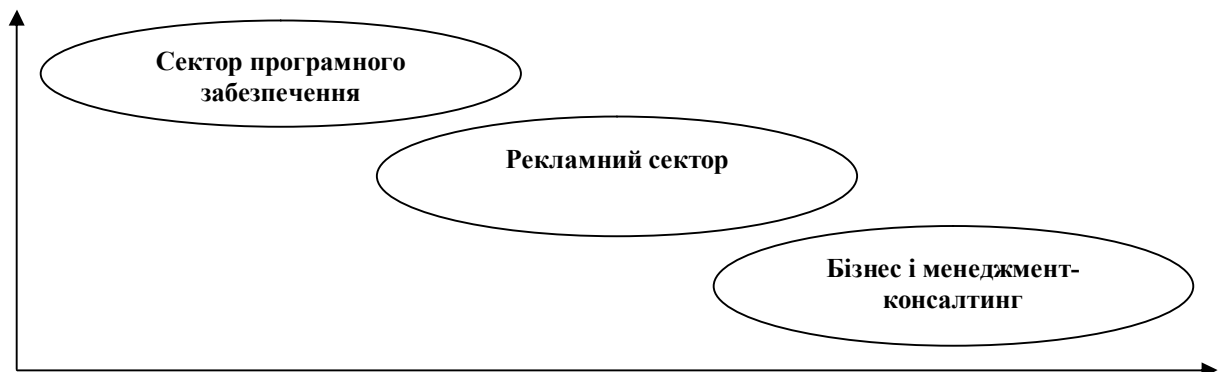 Сектор програмного
забезпечення
Рекламний сектор
Бізнес і менеджмент-
консалтинг